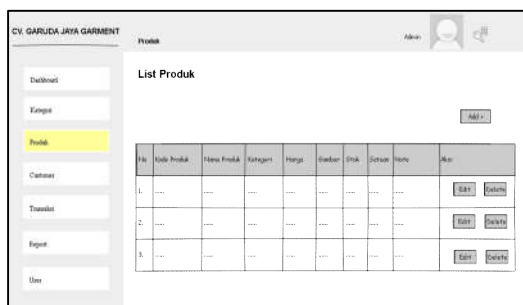 CV. GARUDA JAYA GARMENT
Produk
Admin
Dashboard
Kategori
Produk
Customer
Transaksi
Report
User
List Produk
Add +
No Kode Produk Nama Produk Kategori Harga Gambar Stok Satuan Note Aksi
1. ..... ..... ..... ..... ..... ..... ..... ..... Edit Delete
2. ..... ..... ..... ..... ..... ..... ..... ..... Edit Delete
3. ..... ..... ..... ..... ..... ..... ..... ..... Edit Delete